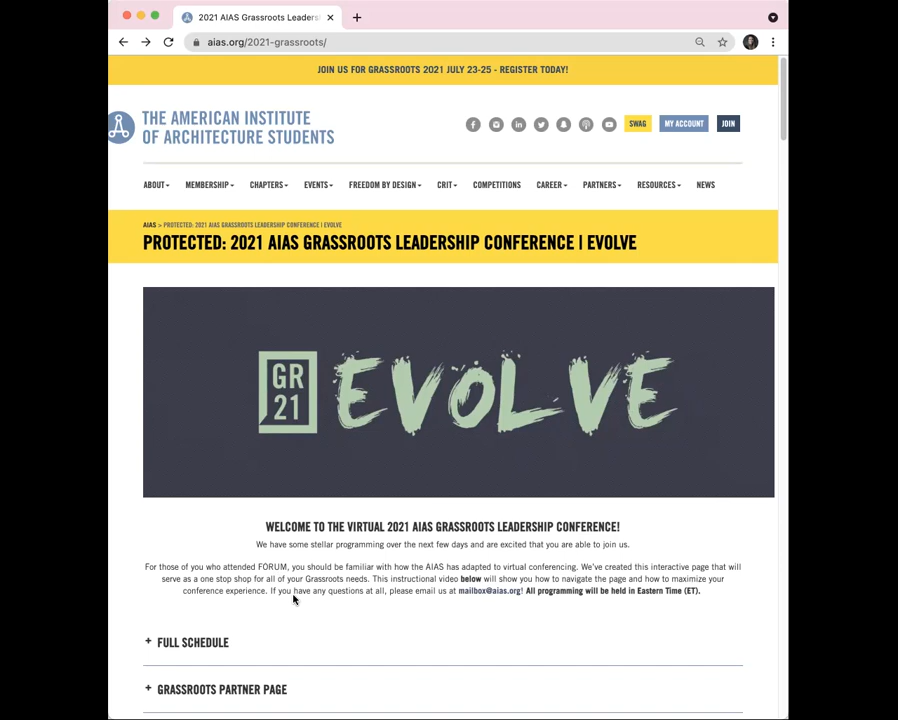 2021 AIAS Grassroots Leaders
aias.org/2021-grassroots/
JOIN US FOR GRASSROOTS 2021 JULY 23-25 - REGISTER TODAY!
THE AMERICAN INSTITUTE
OF ARCHITECTURE STUDENTS
SWAG MY ACCOUNT JOIN
ABOUT MEMBERSHIP CHAPTERS EVENTS FREEDOM BY DESIGN CRIT COMPETITIONS CAREER PARTNERS RESOURCES NEWS
AIAS > PROTECTED: 2021 AIAS GRASSROOTS LEADERSHIP CONFERENCE | EVOLVE
PROTECTED: 2021 AIAS GRASSROOTS LEADERSHIP CONFERENCE | EVOLVE
GR
21
EVOLVE
WELCOME TO THE VIRTUAL 2021 AIAS GRASSROOTS LEADERSHIP CONFERENCE!
We have some stellar programming over the next few days and are excited that you are able to join us.
For those of you who attended FORUM, you should be familiar with how the AIAS has adapted to virtual conferencing. We've created this interactive page that will
serve as a one stop shop for all of your Grassroots needs. This instructional video below will show you how to navigate the page and how to maximize your
conference experience. If you have any questions at all, please email us at mailbox@aias.org! All programming will be held in Eastern Time (ET).
+ FULL SCHEDULE
+ GRASSROOTS PARTNER PAGE